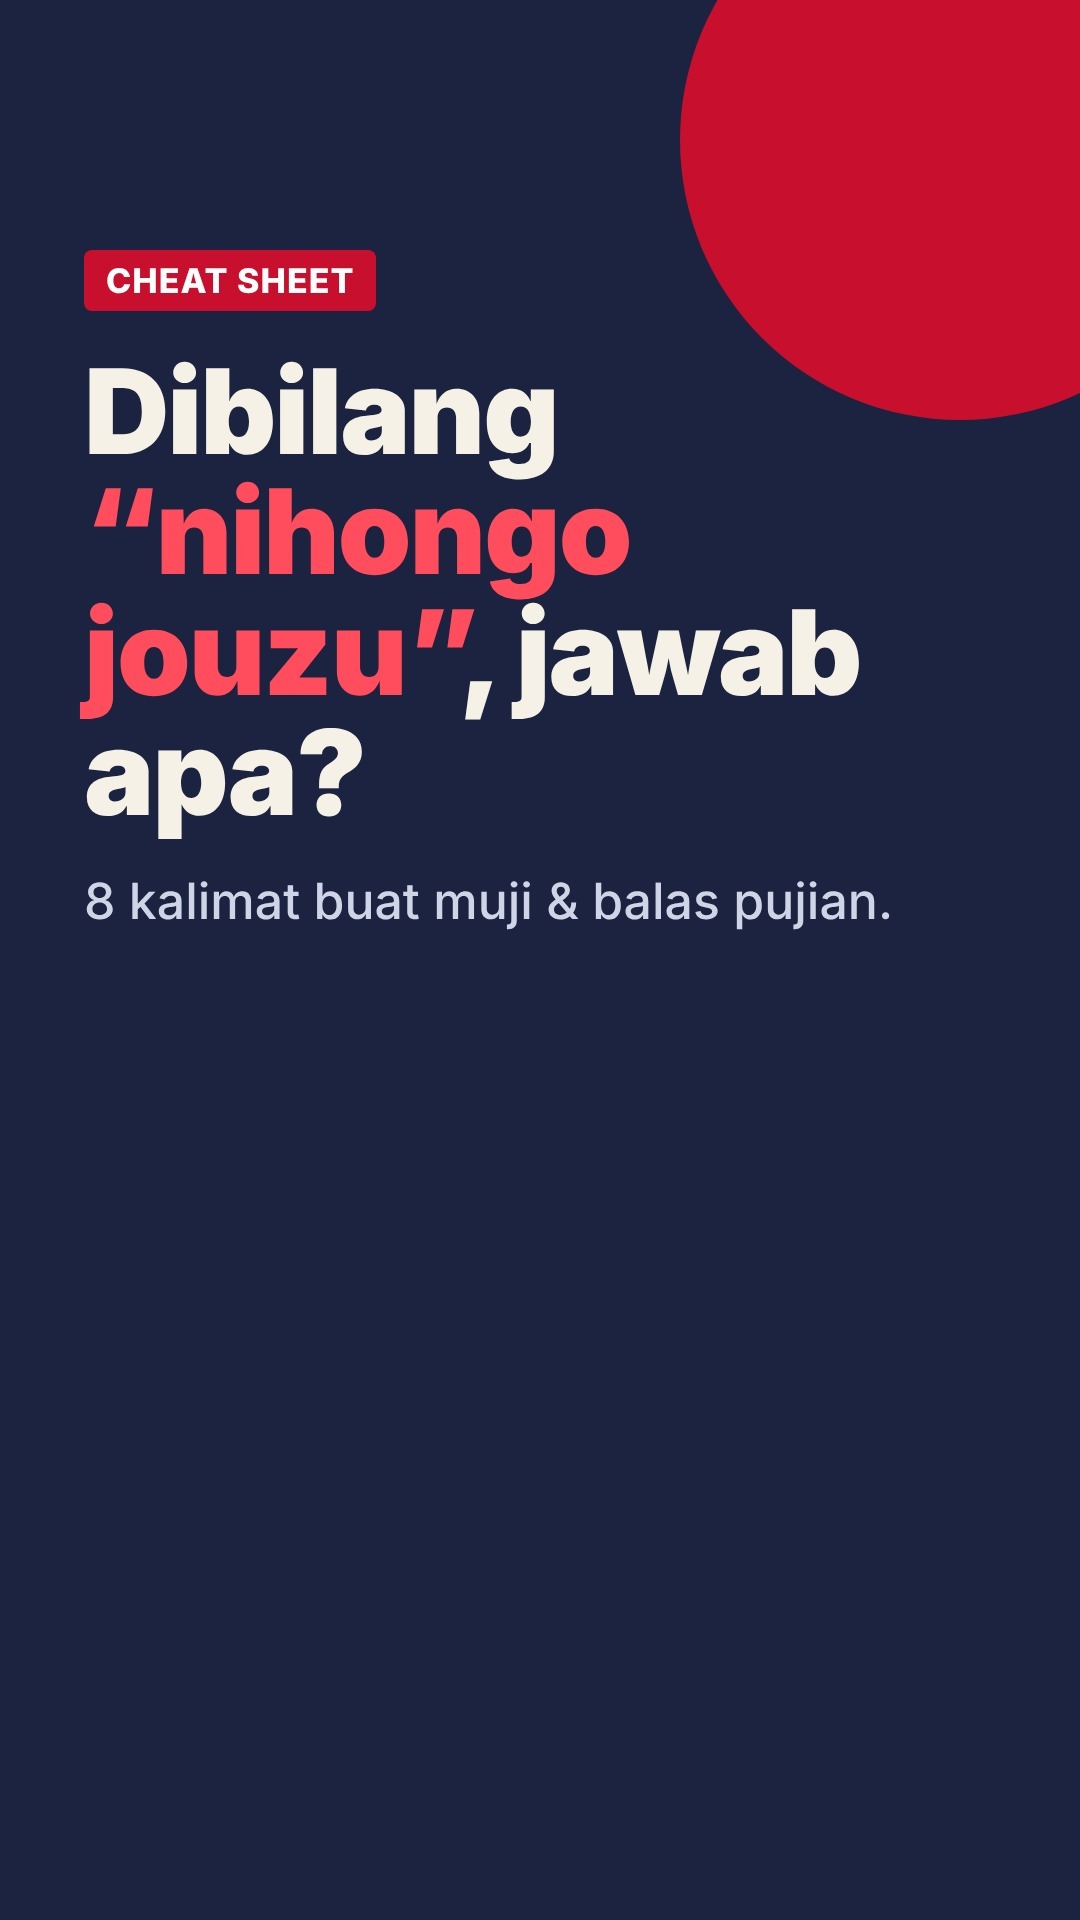 CHEAT SHEET
Dibilang
“nihongo
jouzu”, jawab
apa?
8 kalimat buat muji & balas pujian.